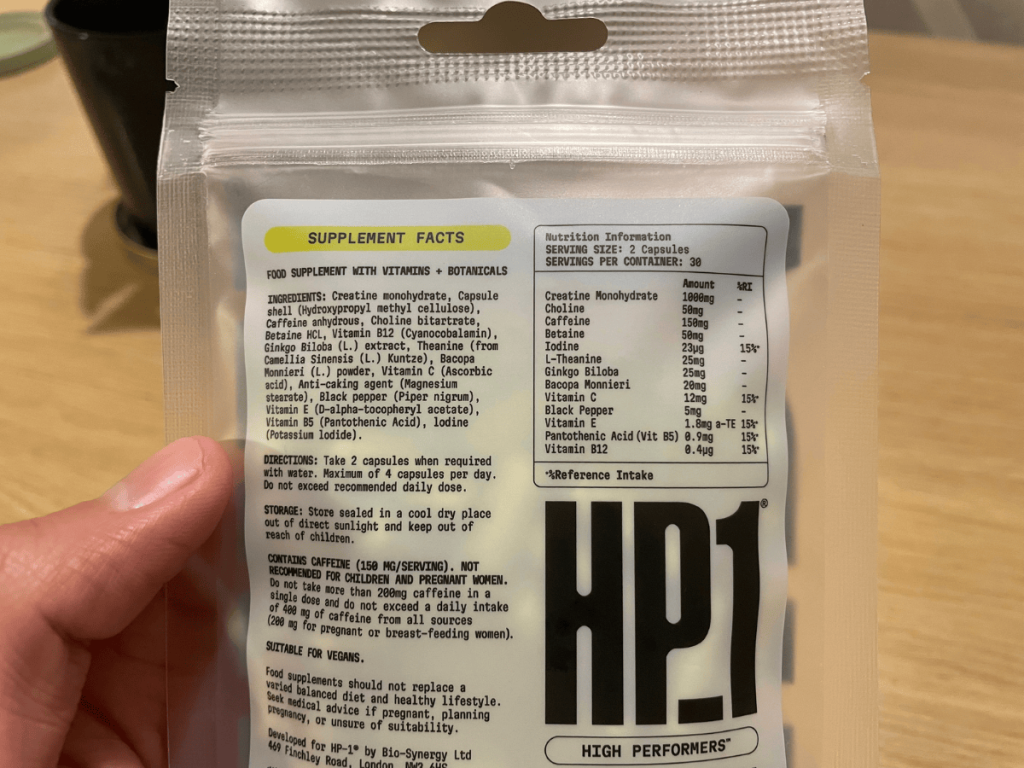 SUPPLEMENT FACTS
FOOD SUPPLEMENT WITH VITAMINS + BOTANICALS
INGREDIENTS: Creatine monohydrate, Capsule
shell (Hydroxypropyl methyl cellulose),
Caffeine anhydrous, Choline bitartrate,
Betaine HCL, Vitamin B12 (Cyanocobalamin),
Ginkgo Biloba (L.) extract, Theanine (from
Camellia Sinensis (L.) Kuntze), Bacopa
Monnieri (L.) powder, Vitamin C (Ascorbic
acid), Anti-caking agent (Magnesium
stearate), Black pepper (Piper nigrum),
Vitamin E (D-alpha-tocopheryl acetate),
Vitamin B5 (Pantothenic Acid), Iodine
(Potassium Iodide).
DIRECTIONS: Take 2 capsules when required
with water. Maximum of 4 capsules per day.
Do not exceed recommended daily dose.
STORAGE: Store sealed in a cool dry place
out of direct sunlight and keep out of
reach of children.
CONTAINS CAFFEINE (150 MG/SERVING). NOT
RECOMMENDED FOR CHILDREN AND PREGNANT WOMEN.
Do not take more than 200mg caffeine in a
single dose and do not exceed a daily intake
of 400 mg of caffeine from all sources
(200 mg for pregnant or breast-feeding women).
SUITABLE FOR VEGANS.
Food supplements should not replace a
varied balanced diet and healthy lifestyle.
Seek medical advice if pregnant, planning
pregnancy, or unsure of suitability.
Developed for HP-1® by Bio-Synergy Ltd
469 Finchley Road, London, NW3 6HS
Nutrition Information
SERVING SIZE: 2 Capsules
SERVINGS PER CONTAINER: 30
Amount %RI
Creatine Monohydrate 1000mg -
Choline 50mg -
Caffeine 150mg -
Betaine 50mg -
Iodine 23µg 15%*
L-Theanine 25mg -
Ginkgo Biloba 25mg -
Bacopa Monnieri 20mg -
Vitamin C 12mg 15%*
Black Pepper 5mg -
Vitamin E 1.8mg a-TE 15%*
Pantothenic Acid (Vit B5) 0.9mg 15%*
Vitamin B12 0.4µg 15%*
*%Reference Intake
HP_1®
HIGH PERFORMERS™